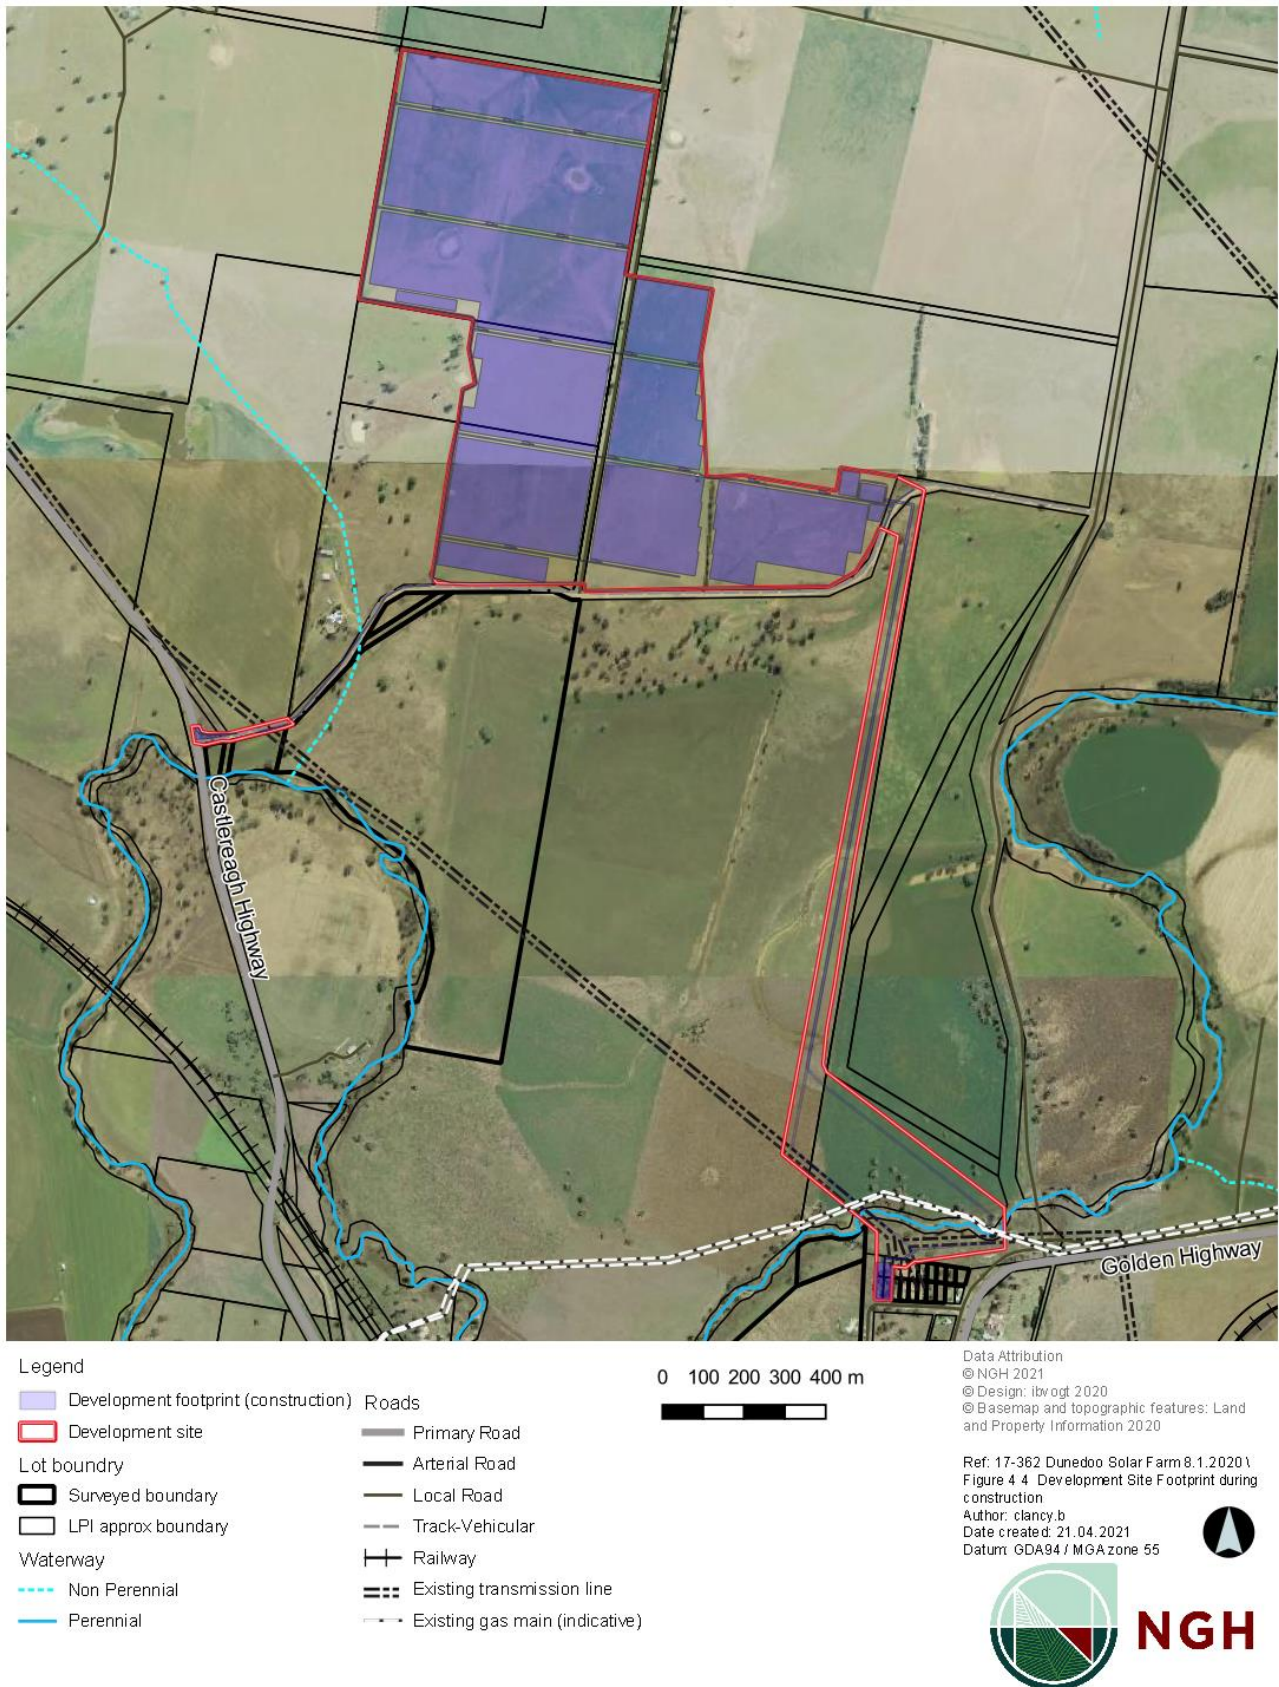 Castlereagh Highway
Golden Highway
Legend
Development footprint (construction)
Development site
Lot boundry
Surveyed boundary
LPI approx boundary
Waterway
Non Perennial
Perennial
Roads
Primary Road
Arterial Road
Local Road
Track-Vehicular
Railway
Existing transmission line
Existing gas main (indicative)
0 100 200 300 400 m
Data Attribution
© NGH 2021
© Design: ibvogt 2020
© Basemap and topographic features: Land
and Property Information 2020
Ref: 17-362 Dunedoo Solar Farm 8.1.2020 \
Figure 4 4 Development Site Footprint during
construction
Author: clancy.b
Date created: 21.04.2021
Datum: GDA94 / MGA zone 55
NGH